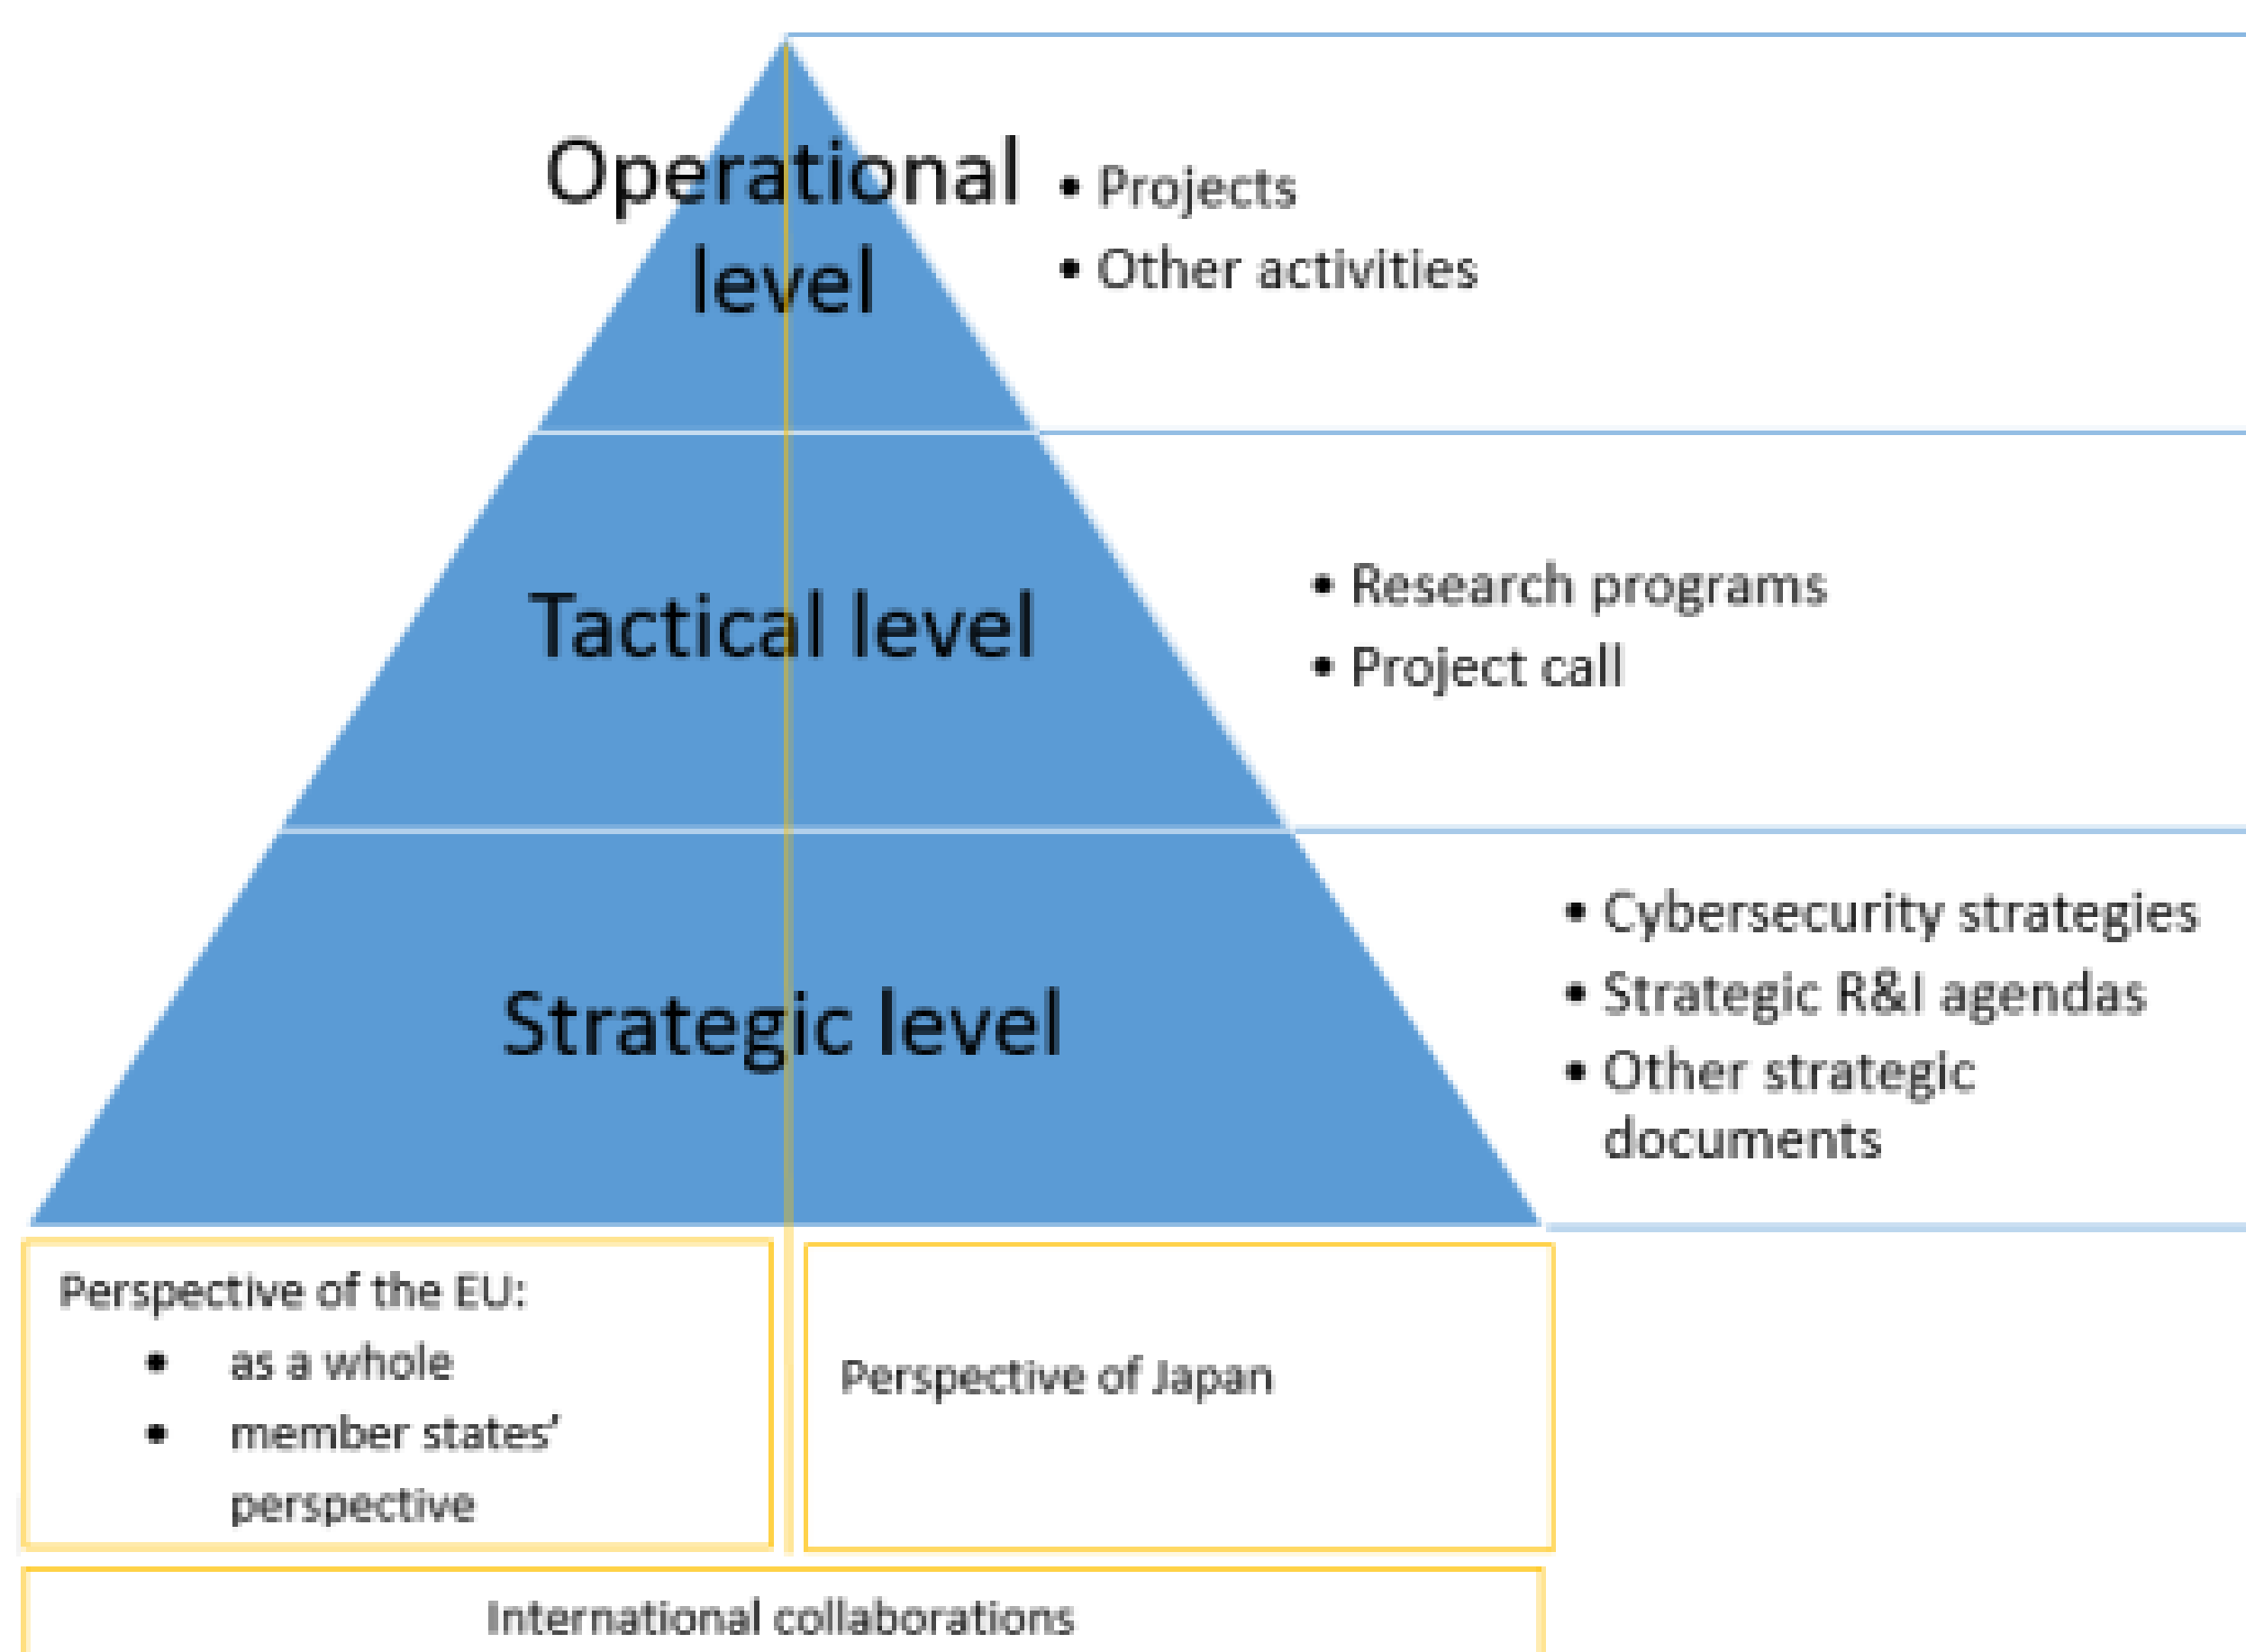 Operational
level
• Projects
• Other activities
Tactical level
• Research programs
• Project call
Strategic level
• Cybersecurity strategies
• Strategic R&I agendas
• Other strategic
documents
Perspective of the EU:
• as a whole
• member states’
perspective
Perspective of Japan
International collaborations